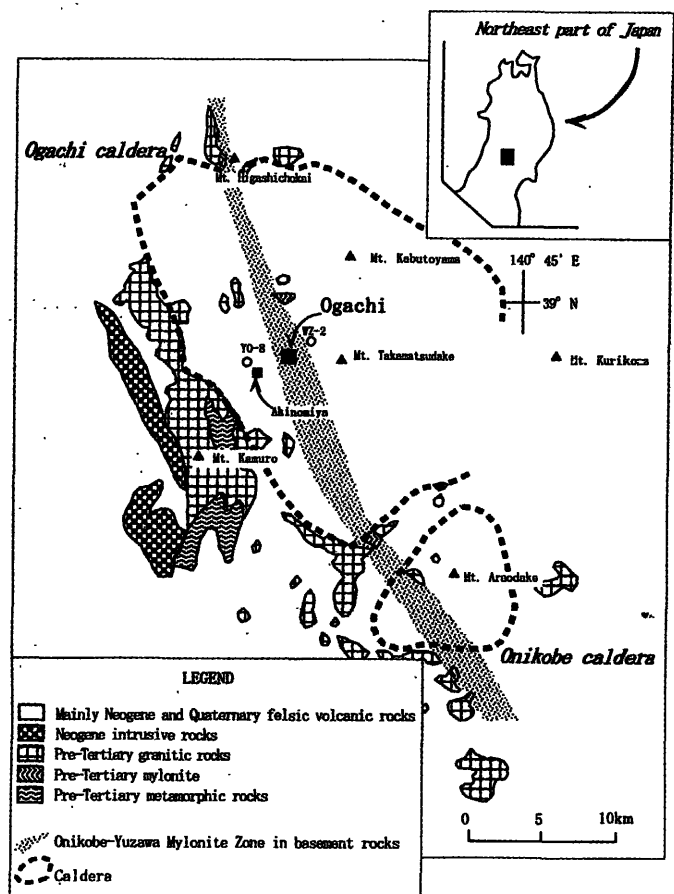 Northeast part of Japan
Ogachi caldera
Mt. Higashichokai
Mt. Kabutoyama
140° 45' E
39° N
Ogachi
YO-8
Mt. Takamatsudake
Akinomiya
Mt. Kamuro
Mt. Araodake
Onikobe caldera
LEGEND
Mainly Neogene and Quaternary felsic volcanic rocks
Neogene intrusive rocks
Pre-Tertiary granitic rocks
Pre-Tertiary mylonite
Pre-Tertiary metamorphic rocks
Onikobe-Yuzawa Mylonite Zone in basement rocks
Caldera
0 5 10km